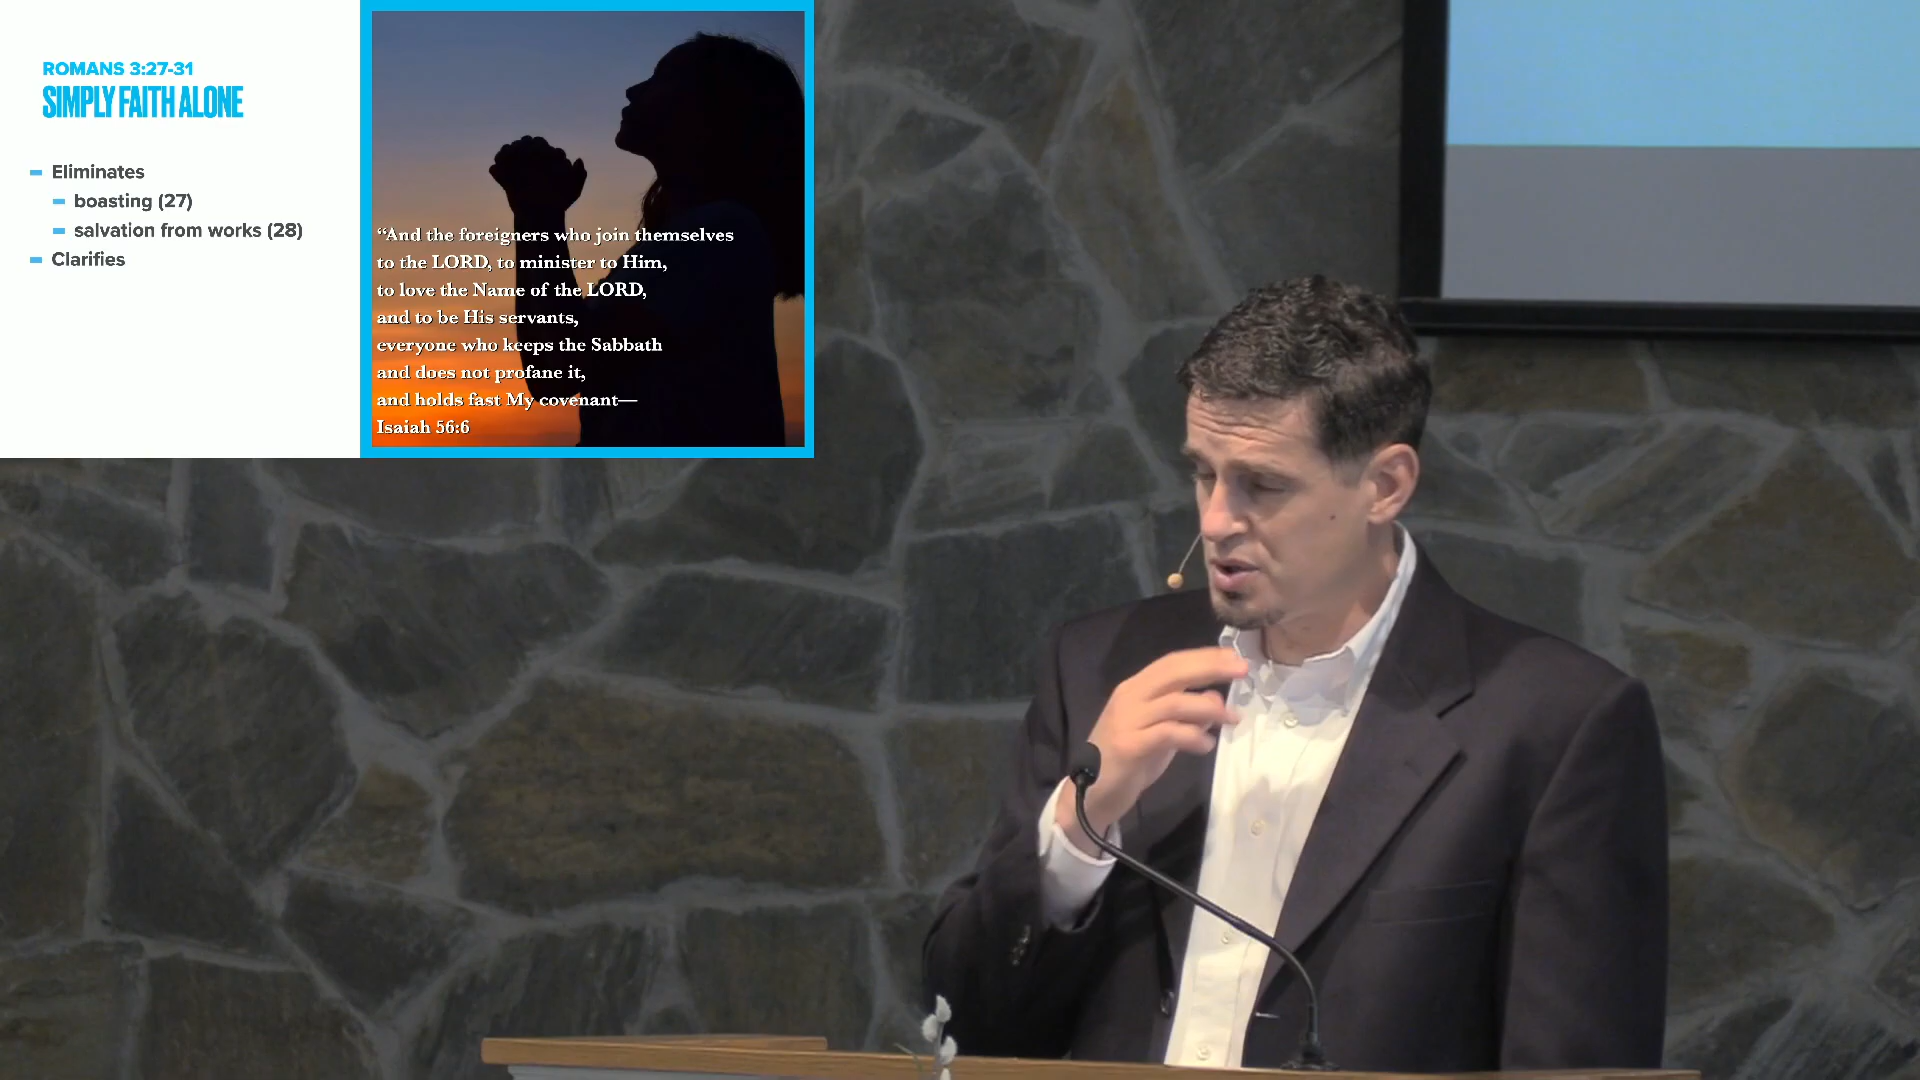 ROMANS 3:27-31
SIMPLY FAITH ALONE
Eliminates
boasting (27)
salvation from works (28)
Clarifies
“And the foreigners who join themselves
to the LORD, to minister to Him,
to love the Name of the LORD,
and to be His servants,
everyone who keeps the Sabbath
and does not profane it,
and holds fast My covenant—
Isaiah 56:6